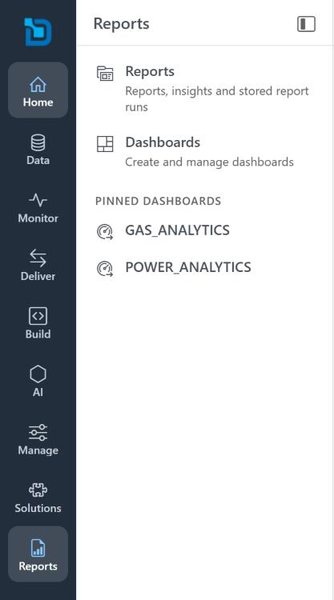 Home
Data
Monitor
Deliver
Build
AI
Manage
Solutions
Reports
Reports
Reports
Reports, insights and stored report
runs
Dashboards
Create and manage dashboards
PINNED DASHBOARDS
GAS_ANALYTICS
POWER_ANALYTICS